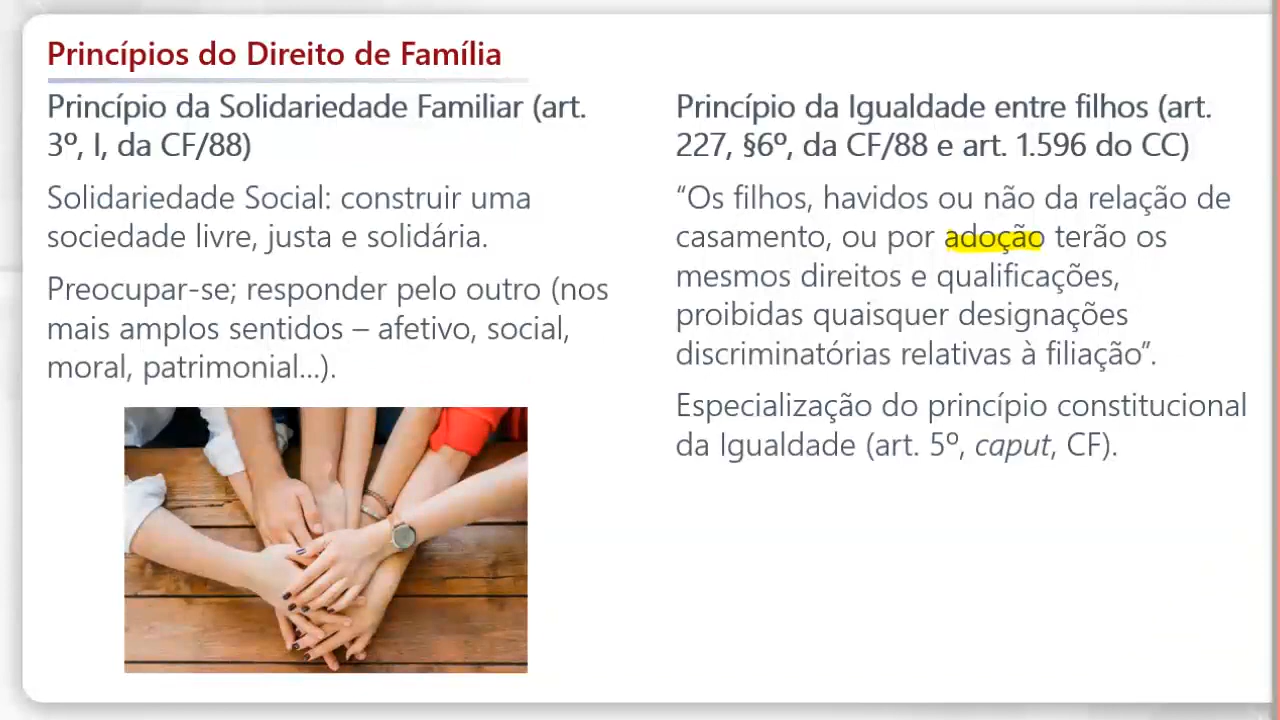 Princípios do Direito de Família
Princípio da Solidariedade Familiar (art.
3º, I, da CF/88)
Solidariedade Social: construir uma
sociedade livre, justa e solidária.
Preocupar-se; responder pelo outro (nos
mais amplos sentidos – afetivo, social,
moral, patrimonial...).
Princípio da Igualdade entre filhos (art.
227, §6º, da CF/88 e art. 1.596 do CC)
“Os filhos, havidos ou não da relação de
casamento, ou por adoção terão os
mesmos direitos e qualificações,
proibidas quaisquer designações
discriminatórias relativas à filiação”.
Especialização do princípio constitucional
da Igualdade (art. 5º, caput, CF).